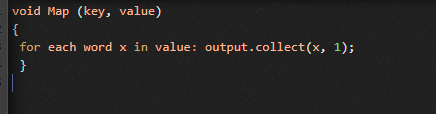 void Map (key, value)
{
for each word x in value: output.collect(x, 1);
}